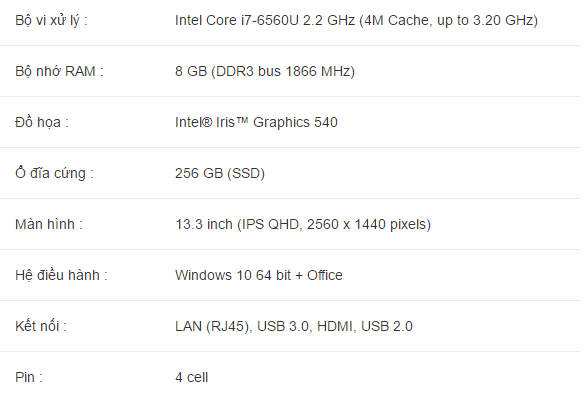 Bộ vi xử lý : Intel Core i7-6560U 2.2 GHz (4M Cache, up to 3.20 GHz)
Bộ nhớ RAM : 8 GB (DDR3 bus 1866 MHz)
Đồ họa : Intel® Iris™ Graphics 540
Ổ đĩa cứng : 256 GB (SSD)
Màn hình : 13.3 inch (IPS QHD, 2560 x 1440 pixels)
Hệ điều hành : Windows 10 64 bit + Office
Kết nối : LAN (RJ45), USB 3.0, HDMI, USB 2.0
Pin : 4 cell